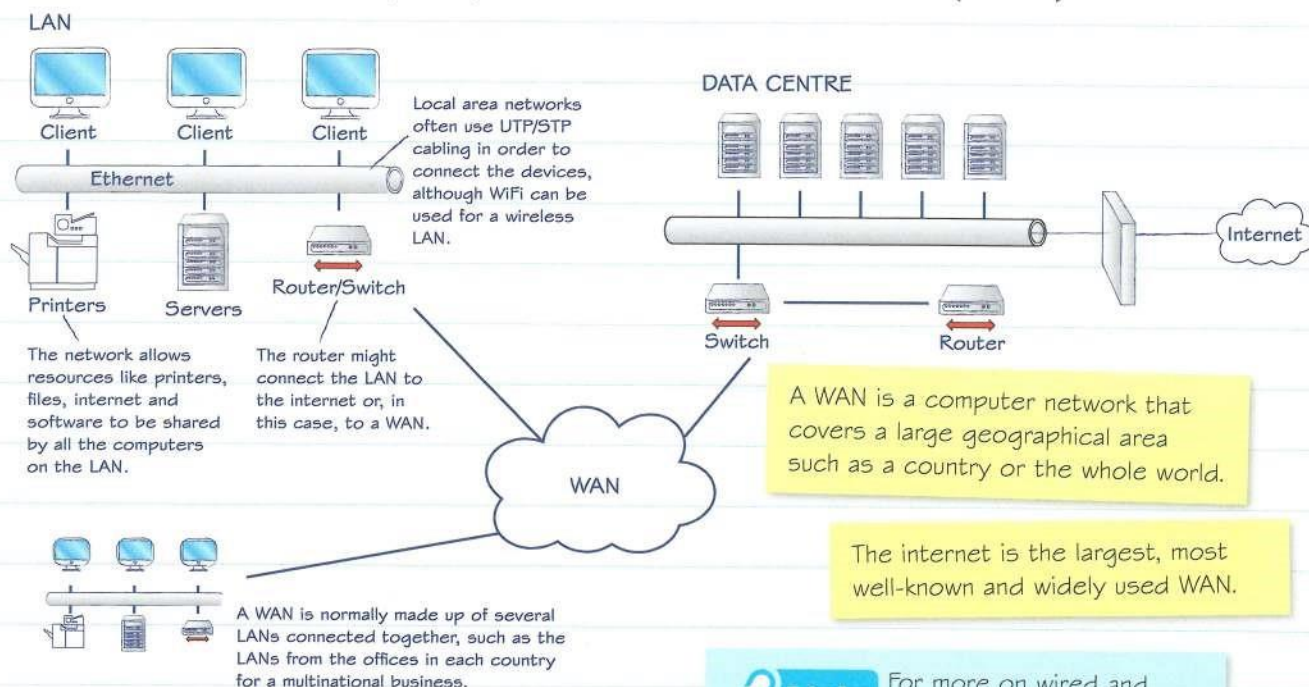 LAN
Client
Client
Client
Ethernet
Local area networks
often use UTP/STP
cabling in order to
connect the devices,
although WiFi can be
used for a wireless
LAN.
Printers
Servers
Router/Switch
The network allows
resources like printers,
files, internet and
software to be shared
by all the computers
on the LAN.
The router might
connect the LAN to
the internet or, in
this case, to a WAN.
DATA CENTRE
Internet
Switch
Router
WAN
A WAN is a computer network that
covers a large geographical area
such as a country or the whole world.
The internet is the largest, most
well-known and widely used WAN.
A WAN is normally made up of several
LANs connected together, such as the
LANs from the offices in each country
for a multinational business.
For more on wired and